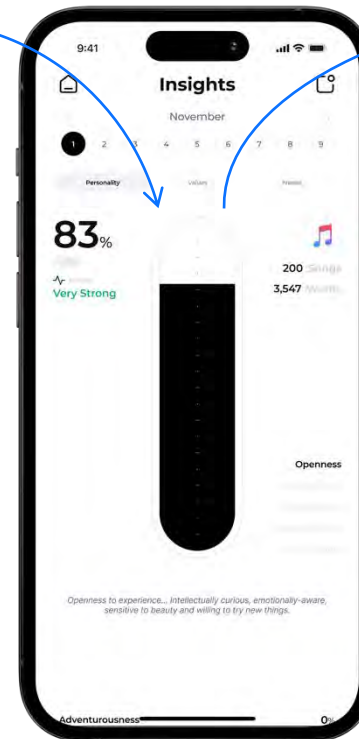 9:41
Insights
November
1 2 3 4 5 6 7 8 9
Personality Values Needs
83%
Very Strong
200 Songs
3,547 Words
Openness
Openness to experience... Intellectually curious, emotionally-aware,
sensitive to beauty and willing to try new things.
Adventurousness 0%